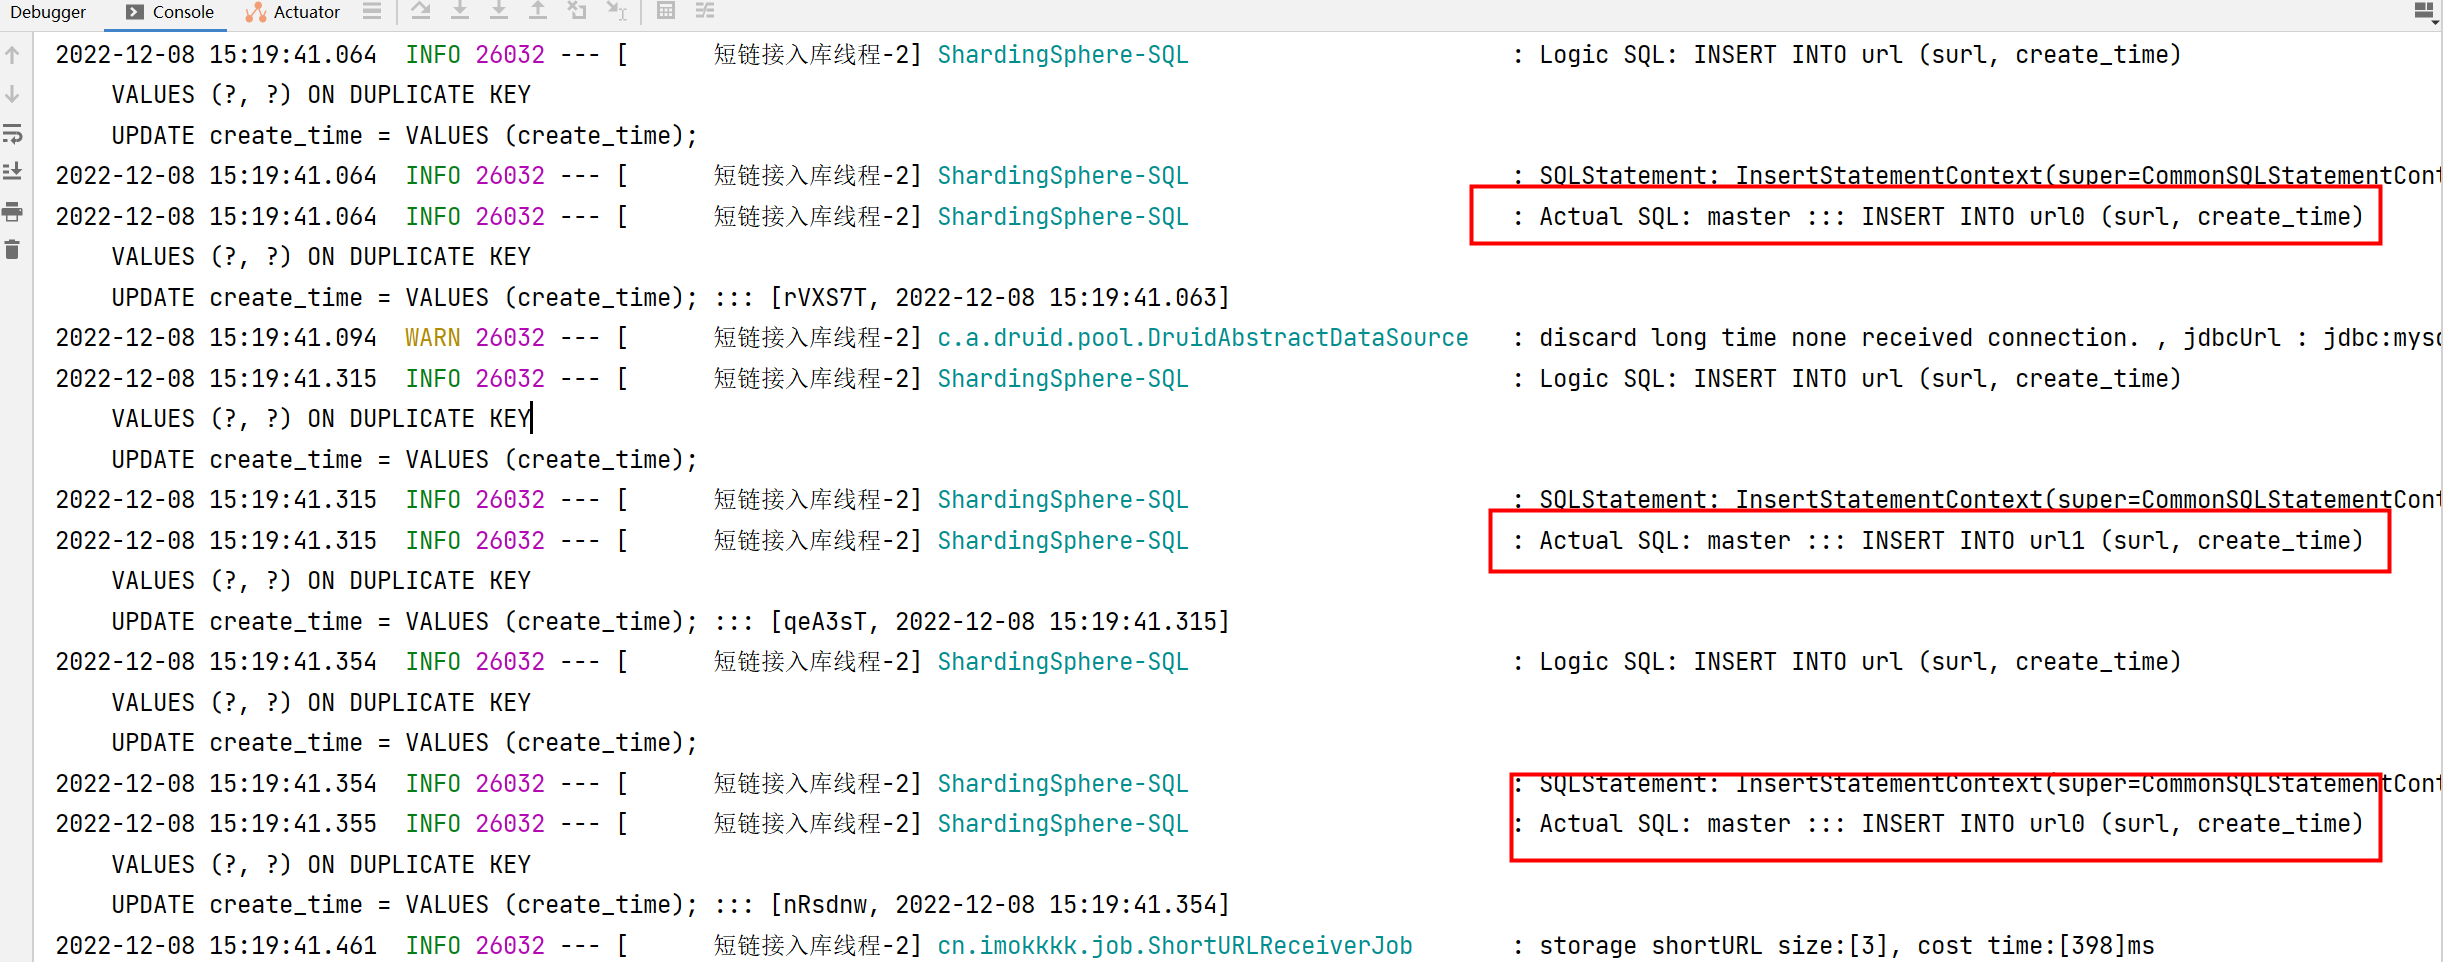 Debugger Console Actuator
2022-12-08 15:19:41.064 INFO 26032 --- [ 短链接入库线程-2] ShardingSphere-SQL : Logic SQL: INSERT INTO url (surl, create_time)
VALUES (?, ?) ON DUPLICATE KEY
UPDATE create_time = VALUES (create_time);
2022-12-08 15:19:41.064 INFO 26032 --- [ 短链接入库线程-2] ShardingSphere-SQL : SQLStatement: InsertStatementContext(super=CommonSQLStatementCont
2022-12-08 15:19:41.064 INFO 26032 --- [ 短链接入库线程-2] ShardingSphere-SQL : Actual SQL: master ::: INSERT INTO url0 (surl, create_time)
VALUES (?, ?) ON DUPLICATE KEY
UPDATE create_time = VALUES (create_time); ::: [rVXS7T, 2022-12-08 15:19:41.063]
2022-12-08 15:19:41.094 WARN 26032 --- [ 短链接入库线程-2] c.a.druid.pool.DruidAbstractDataSource : discard long time none received connection. , jdbcUrl : jdbc:mysq
2022-12-08 15:19:41.315 INFO 26032 --- [ 短链接入库线程-2] ShardingSphere-SQL : Logic SQL: INSERT INTO url (surl, create_time)
VALUES (?, ?) ON DUPLICATE KEY
UPDATE create_time = VALUES (create_time);
2022-12-08 15:19:41.315 INFO 26032 --- [ 短链接入库线程-2] ShardingSphere-SQL : SQLStatement: InsertStatementContext(super=CommonSQLStatementCont
2022-12-08 15:19:41.315 INFO 26032 --- [ 短链接入库线程-2] ShardingSphere-SQL : Actual SQL: master ::: INSERT INTO url1 (surl, create_time)
VALUES (?, ?) ON DUPLICATE KEY
UPDATE create_time = VALUES (create_time); ::: [qeA3sT, 2022-12-08 15:19:41.315]
2022-12-08 15:19:41.354 INFO 26032 --- [ 短链接入库线程-2] ShardingSphere-SQL : Logic SQL: INSERT INTO url (surl, create_time)
VALUES (?, ?) ON DUPLICATE KEY
UPDATE create_time = VALUES (create_time);
2022-12-08 15:19:41.354 INFO 26032 --- [ 短链接入库线程-2] ShardingSphere-SQL : SQLStatement: InsertStatementContext(super=CommonSQLStatementCont
2022-12-08 15:19:41.355 INFO 26032 --- [ 短链接入库线程-2] ShardingSphere-SQL : Actual SQL: master ::: INSERT INTO url0 (surl, create_time)
VALUES (?, ?) ON DUPLICATE KEY
UPDATE create_time = VALUES (create_time); ::: [nRsdnw, 2022-12-08 15:19:41.354]
2022-12-08 15:19:41.461 INFO 26032 --- [ 短链接入库线程-2] cn.imokkkk.job.ShortURLReceiverJob : storage shortURL size:[3], cost time:[398]ms